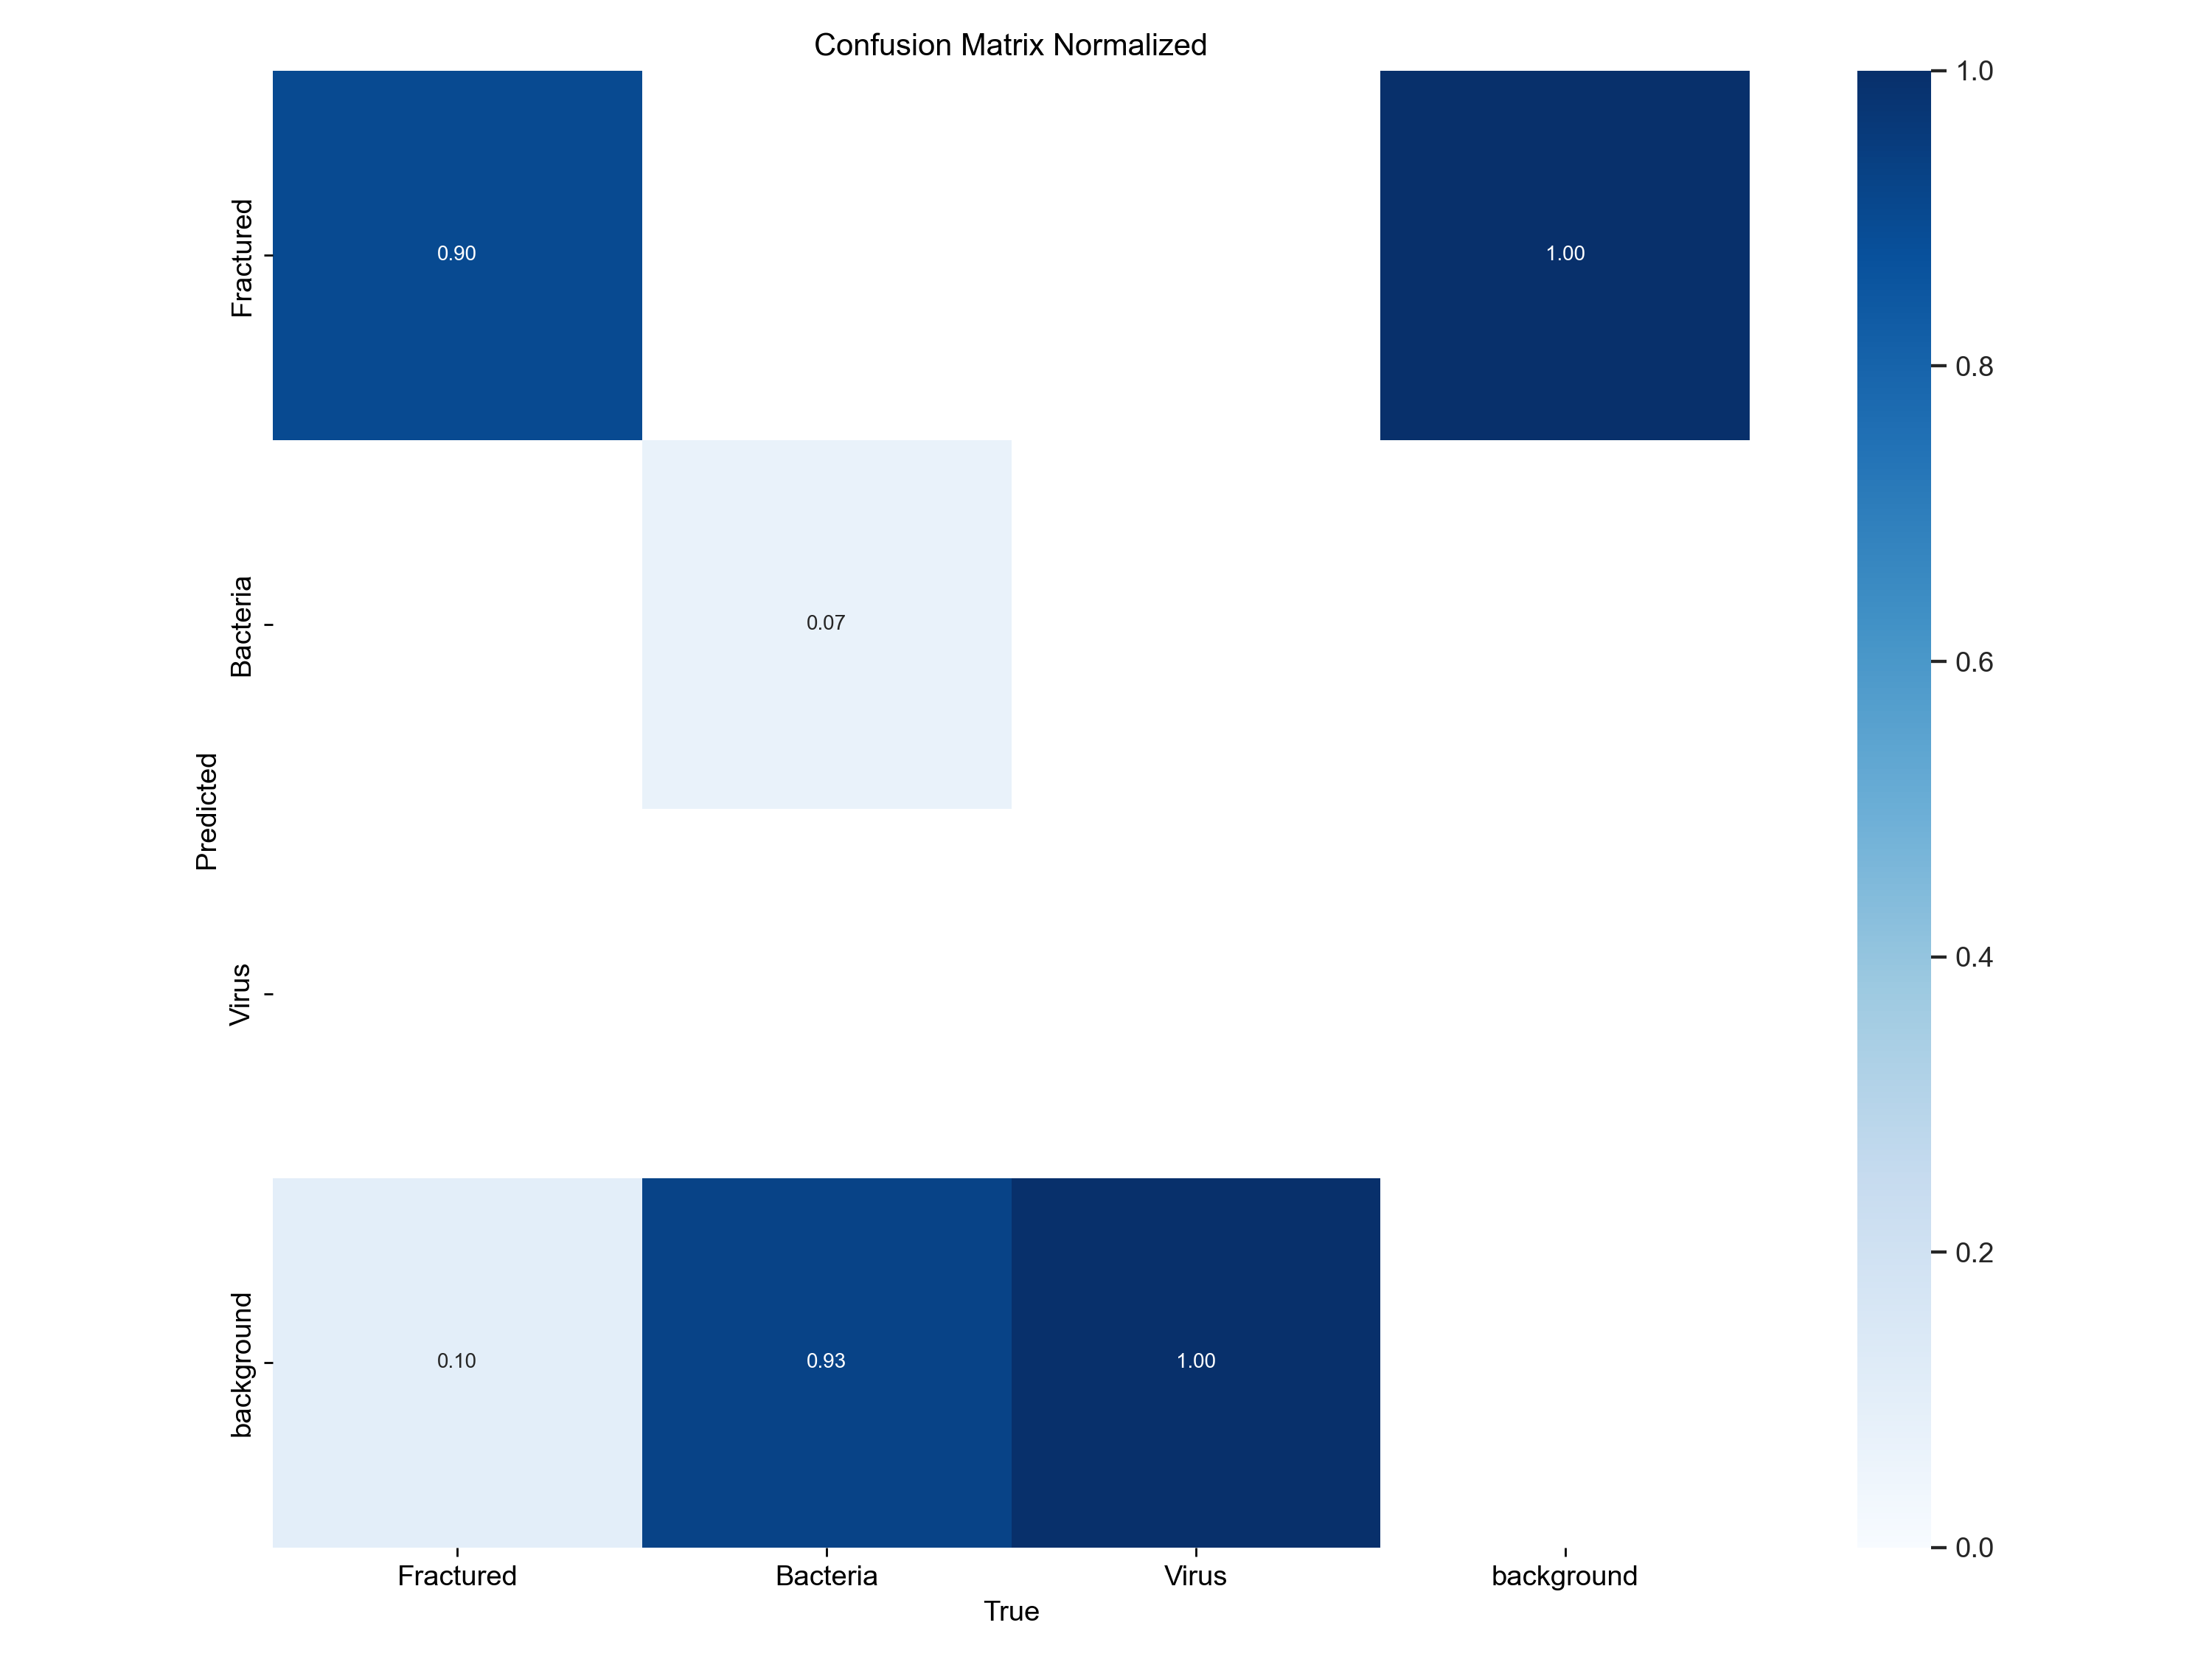 Confusion Matrix Normalized
Fractured
Bacteria
Virus
background
Predicted
0.90
1.00
0.07
0.10
0.93
1.00
Fractured
Bacteria
Virus
background
True
1.0
0.8
0.6
0.4
0.2
0.0